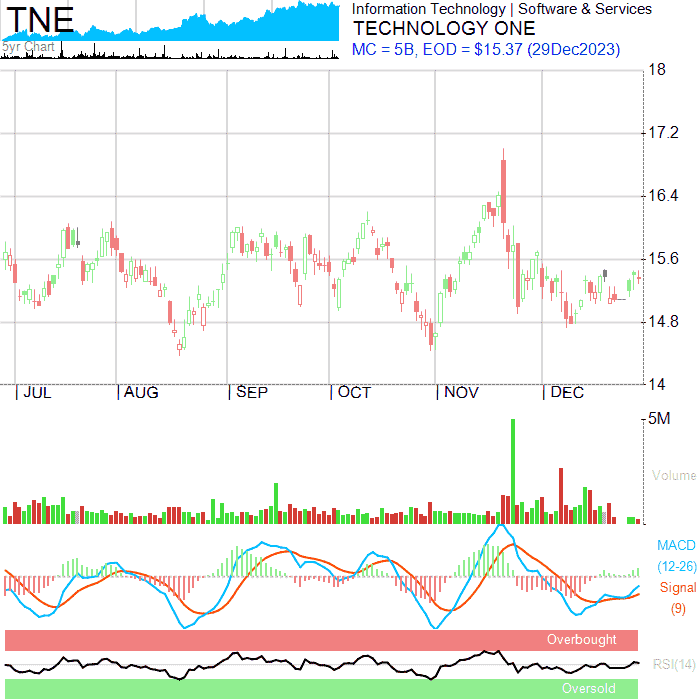 TNE
5yr Chart
Information Technology | Software & Services
TECHNOLOGY ONE
MC = 5B, EOD = $15.37 (29Dec2023)
18
17.2
16.4
15.6
14.8
14
| JUL | AUG | SEP | OCT | NOV | DEC
5M
Volume
MACD
(12-26)
Signal
(9)
Overbought
RSI(14)
Oversold